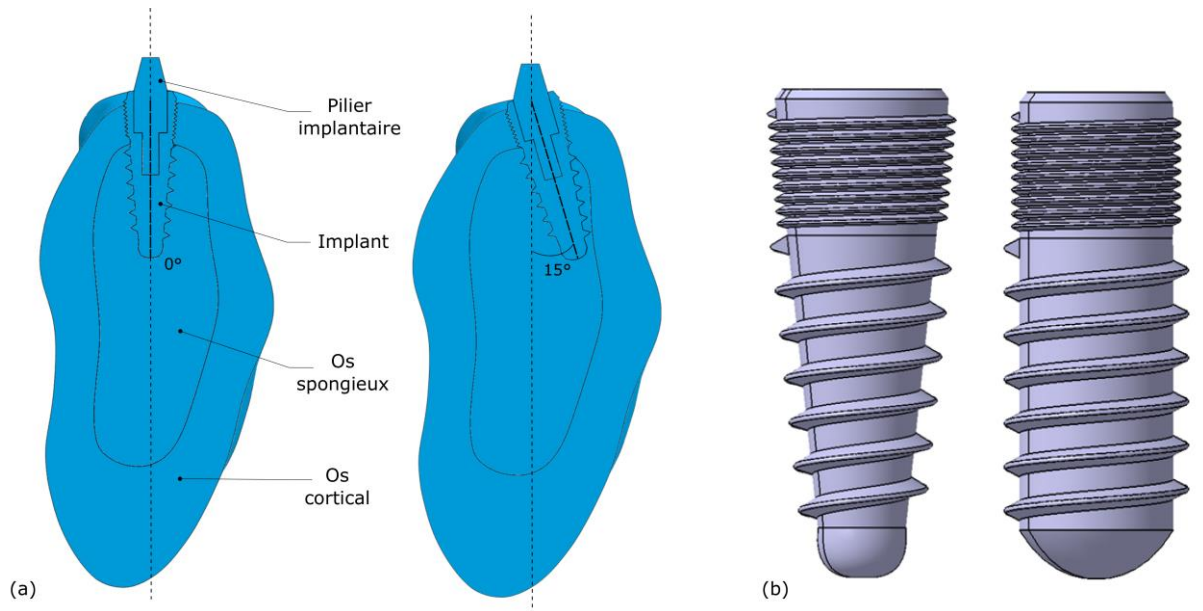 Pilier
implantaire
Implant
0°
15°
Os
spongieux
Os
cortical
(a)
(b)